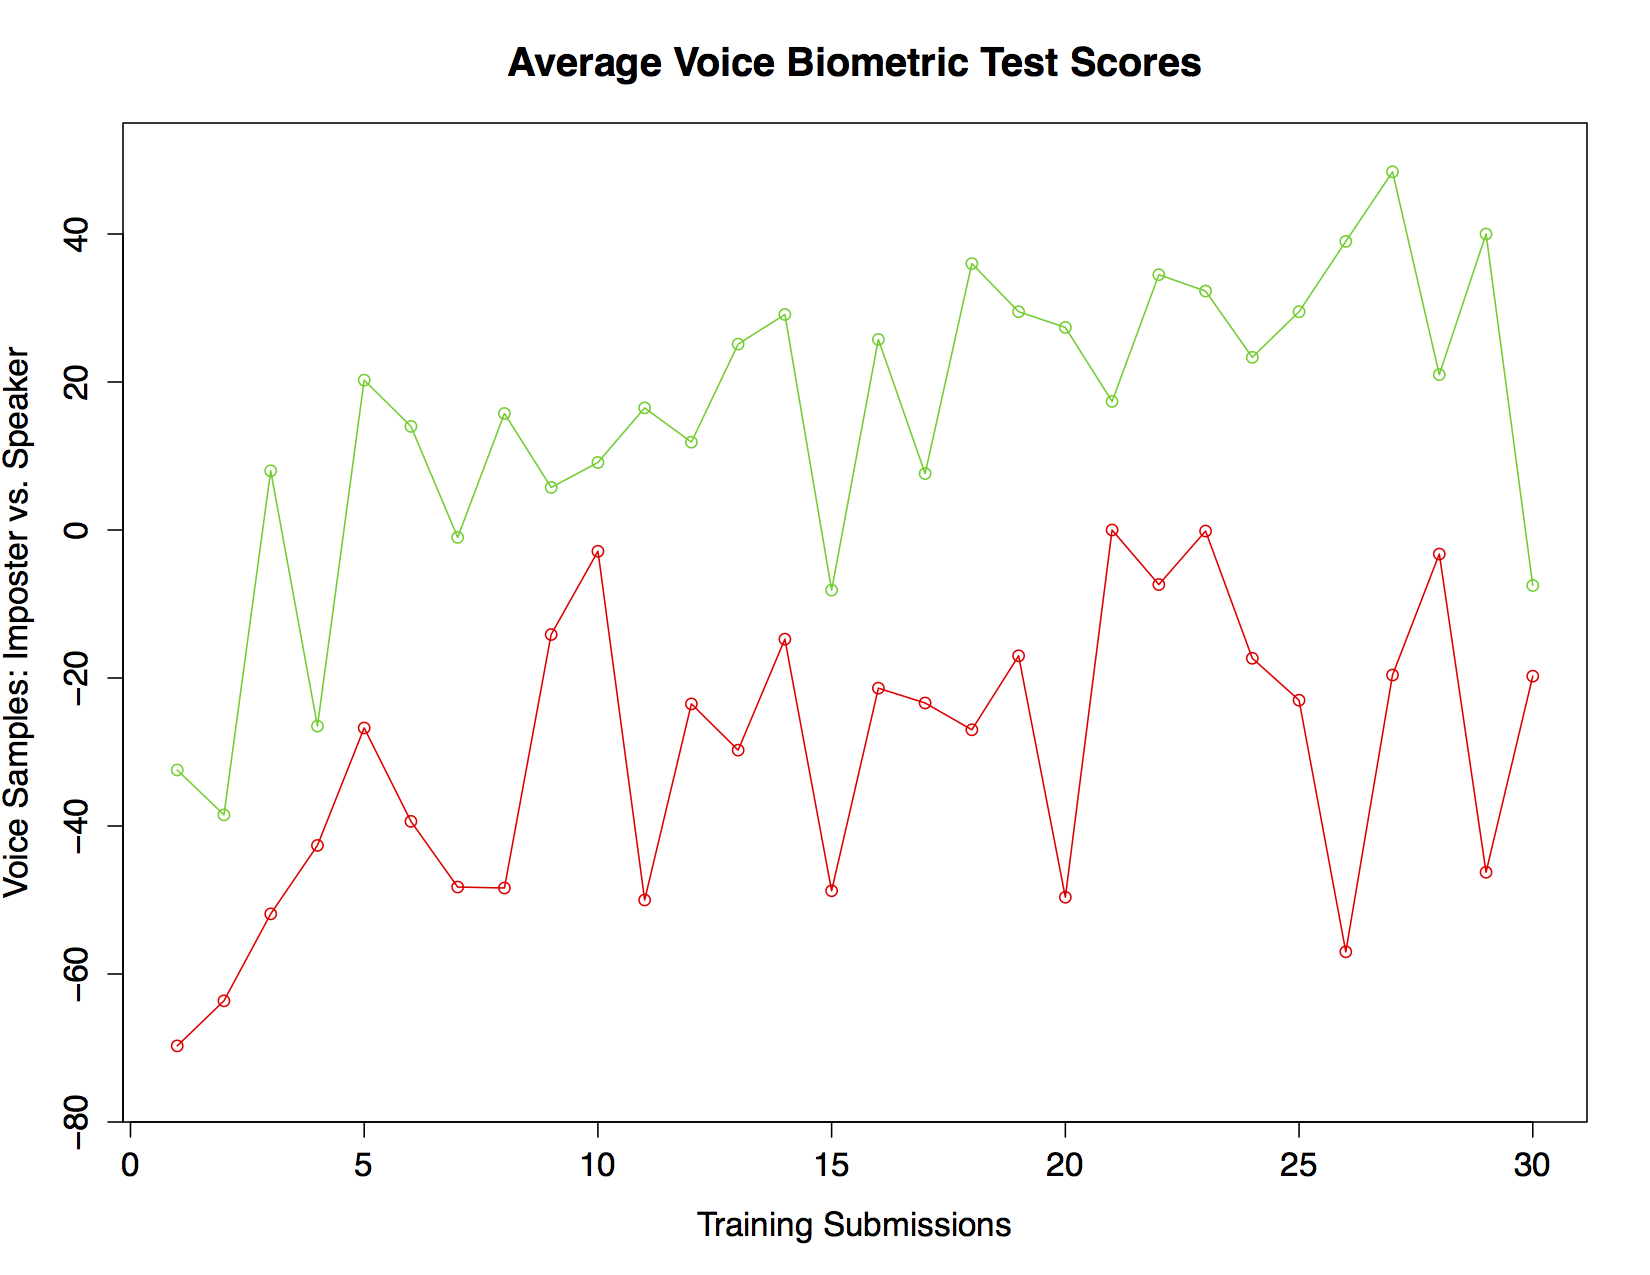 Average Voice Biometric Test Scores
Voice Samples: Imposter vs. Speaker
40
20
0
−20
−40
−60
−80
0 5 10 15 20 25 30
Training Submissions